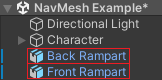 NavMesh Example*
Directional Light
Character
Back Rampart
Front Rampart